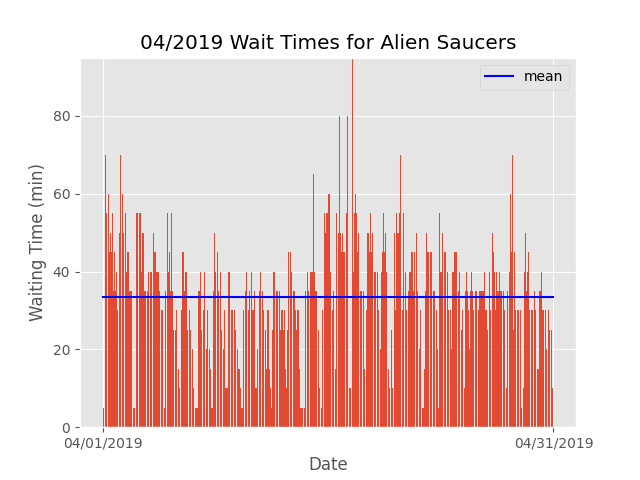 04/2019 Wait Times for Alien Saucers
mean
80
60
40
20
0
Waiting Time (min)
04/01/2019
04/31/2019
Date